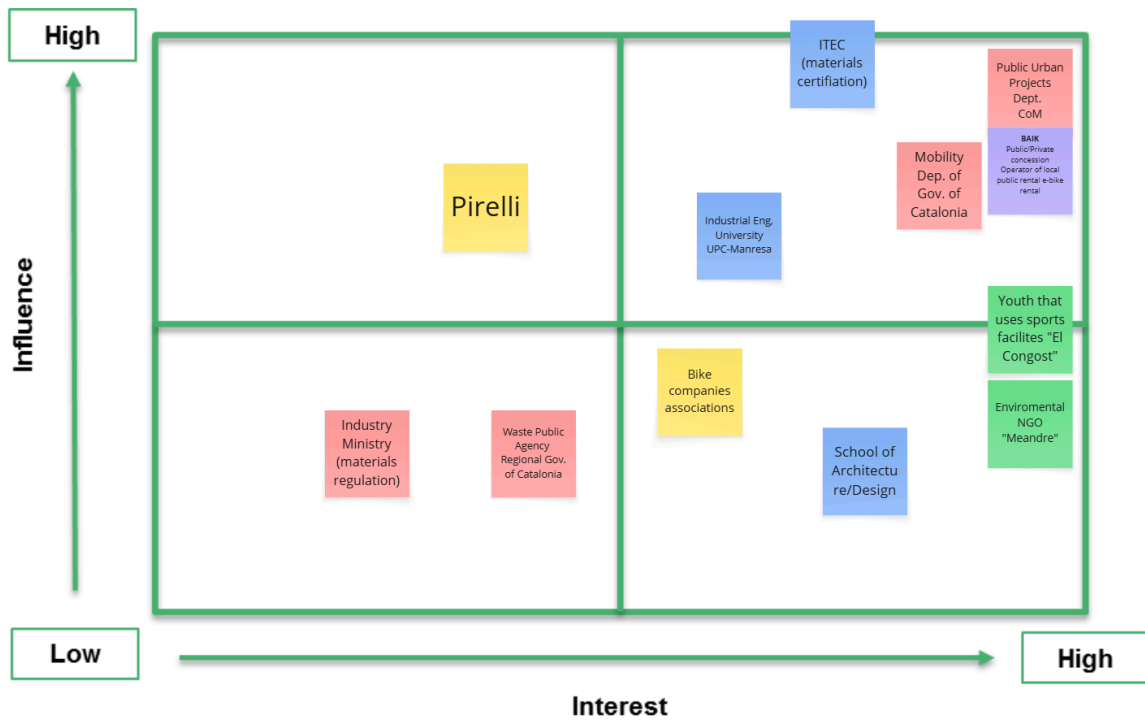 High
ITEC
(materials
certifiation)
Public Urban
Projects
Dept.
CoM
BAIK
Public/Private
concession
Operator of local
public rental e-bike
rental
Mobility
Dep. of
Gov. of
Catalonia
Pirelli
Industrial Eng,
University
UPC-Manresa
Influence
Youth that
uses sports
facilites "El
Congost"
Bike
companies
associations
Enviromental
NGO
"Meandre"
Industry
Ministry
(materials
regulation)
Waste Public
Agency
Regional Gov.
of Catalonia
School of
Architectu
re/Design
Low
High
Interest